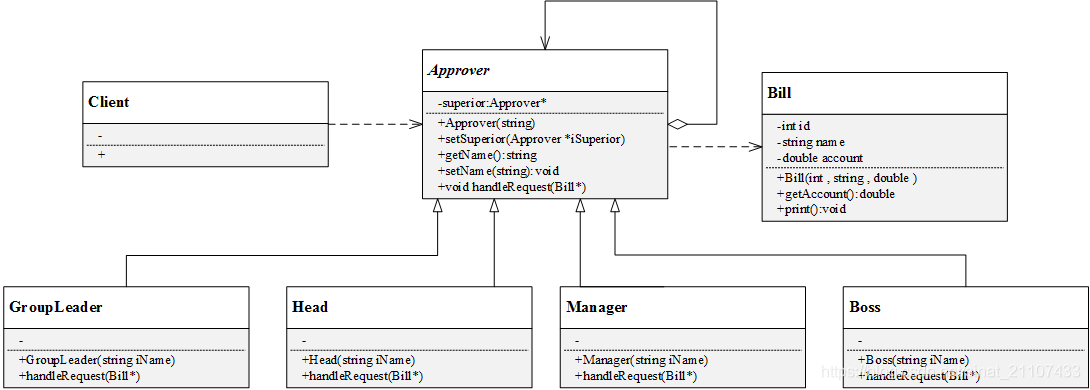 Approver
-superior:Approver*
+Approver(string)
+setSuperior(Approver *iSuperior)
+getName():string
+setName(string): void
+void handleRequest(Bill*)
Client
-
+
Bill
-int id
-string name
-double account
+Bill(int , string , double )
+getAccount():double
+print():void
GroupLeader
-
+GroupLeader(string iName)
+handleRequest(Bill*)
Head
-
+Head(string iName)
+handleRequest(Bill*)
Manager
-
+Manager(string iName)
+handleRequest(Bill*)
Boss
-
+Boss(string iName)
+handleRequest(Bill*)